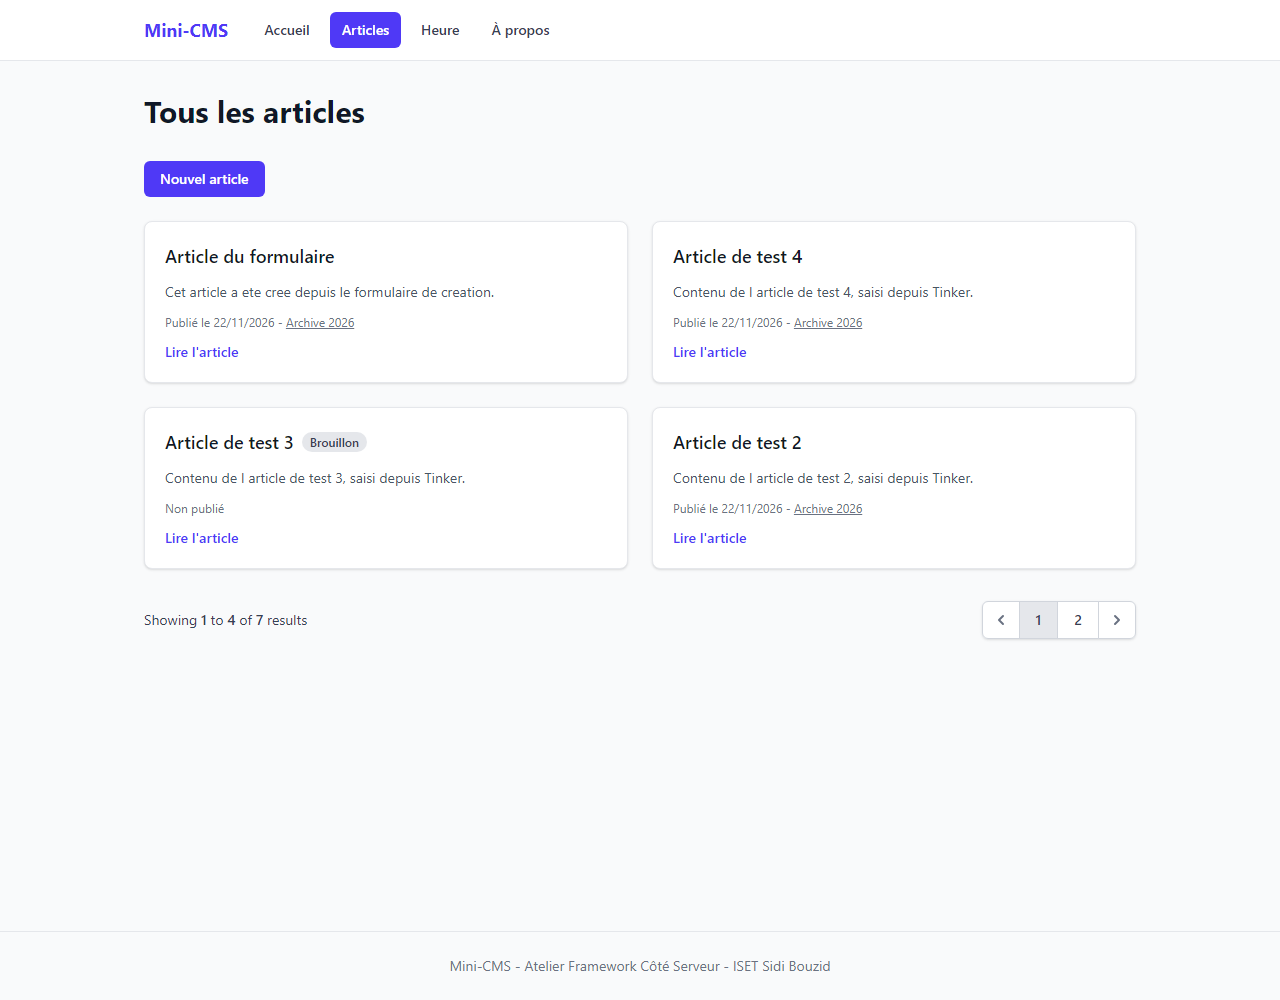 Mini-CMS Accueil Articles Heure À propos
Tous les articles
Nouvel article
Article du formulaire
Cet article a ete cree depuis le formulaire de creation.
Publié le 22/11/2026 - Archive 2026
Lire l'article
Article de test 4
Contenu de l article de test 4, saisi depuis Tinker.
Publié le 22/11/2026 - Archive 2026
Lire l'article
Article de test 3 Brouillon
Contenu de l article de test 3, saisi depuis Tinker.
Non publié
Lire l'article
Article de test 2
Contenu de l article de test 2, saisi depuis Tinker.
Publié le 22/11/2026 - Archive 2026
Lire l'article
Showing 1 to 4 of 7 results
1 2
Mini-CMS - Atelier Framework Côté Serveur - ISET Sidi Bouzid